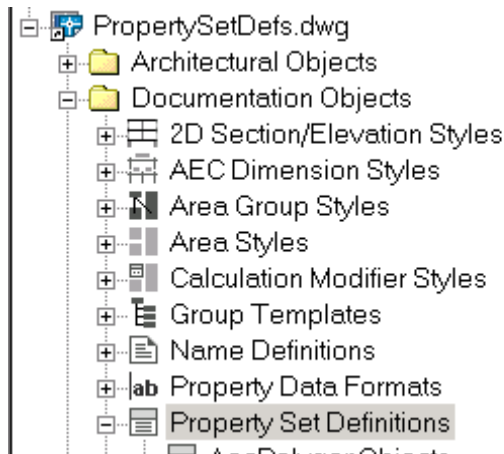 PropertySetDefs.dwg
Architectural Objects
Documentation Objects
2D Section/Elevation Styles
AEC Dimension Styles
Area Group Styles
Area Styles
Calculation Modifier Styles
Group Templates
Name Definitions
ab Property Data Formats
Property Set Definitions